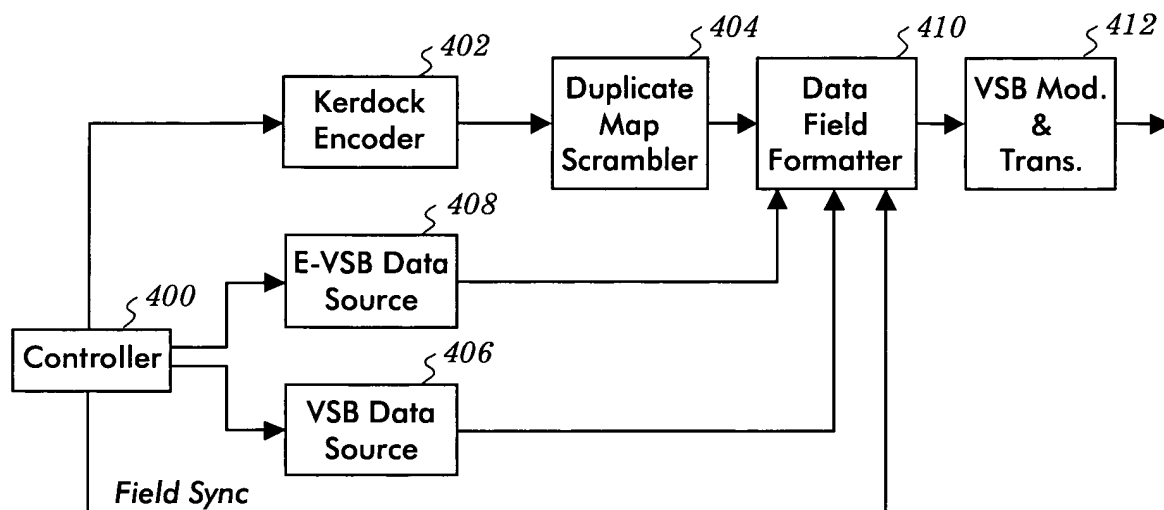 402
Kerdock
Encoder
404
Duplicate
Map
Scrambler
410
Data
Field
Formatter
412
VSB Mod.
&
Trans.
408
E-VSB Data
Source
400
Controller
406
VSB Data
Source
Field Sync